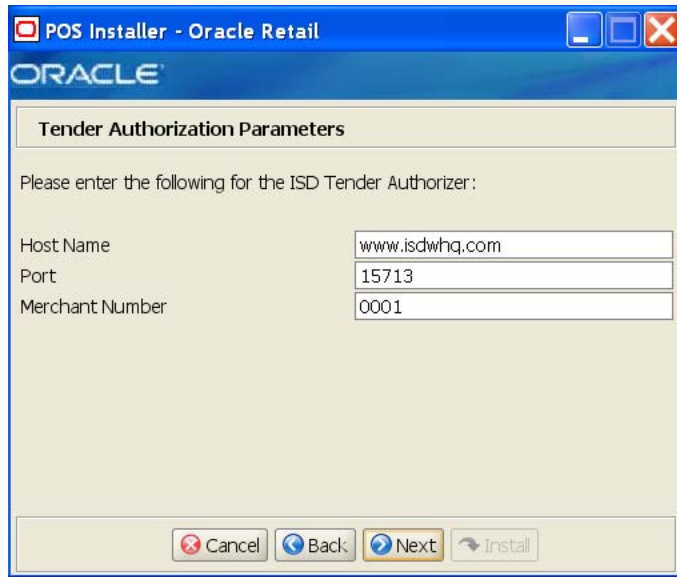 POS Installer - Oracle Retail
ORACLE
Tender Authorization Parameters
Please enter the following for the ISD Tender Authorizer:
Host Name www.isdwhq.com
Port 15713
Merchant Number 0001
Cancel Back Next Install